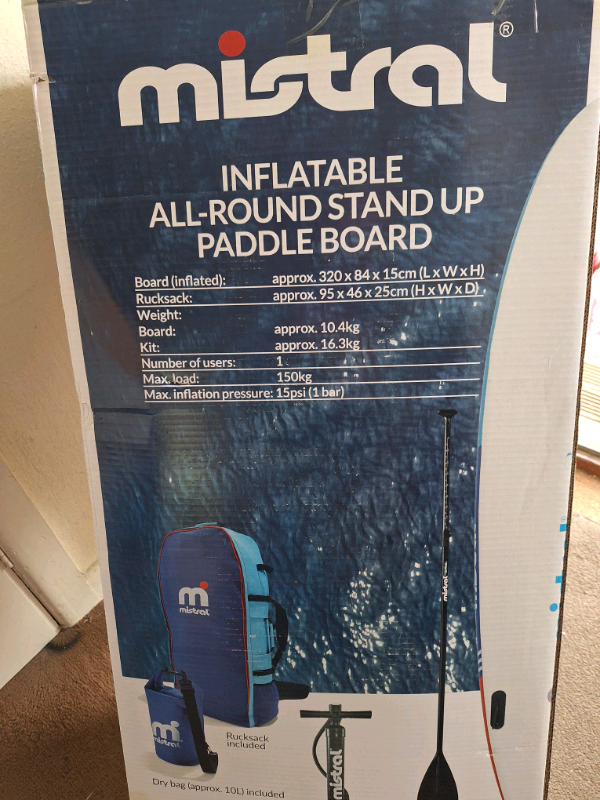 mistral®
INFLATABLE
ALL-ROUND STAND UP
PADDLE BOARD
Board (inflated): approx. 320 x 84 x 15cm (L x W x H)
Rucksack: approx. 95 x 46 x 25cm (H x W x D)
Weight:
Board: approx. 10.4kg
Kit: approx. 16.3kg
Number of users: 1
Max. load: 150kg
Max. inflation pressure: 15psi (1 bar)
m
mistral
mistral
m
mistral
mistral
Rucksack
included
Dry bag (approx. 10L) included